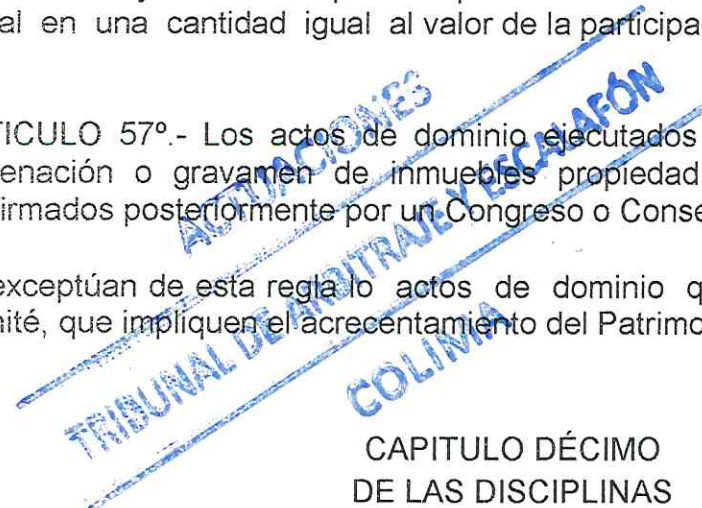 al en una cantidad igual al valor de la participa
TICULO 57º.- Los actos de dominio ejecutados
enación o gravamen de inmuebles propiedad
irmados posteriormente por un Congreso o Conse
exceptúan de esta regla lo actos de dominio q
nité, que impliquen el acrecentamiento del Patrimo
ACTUACIONES
TRIBUNAL DE ARBITRAJE Y ESCALAFÓN
COLIMA
CAPITULO DÉCIMO
DE LAS DISCIPLINAS